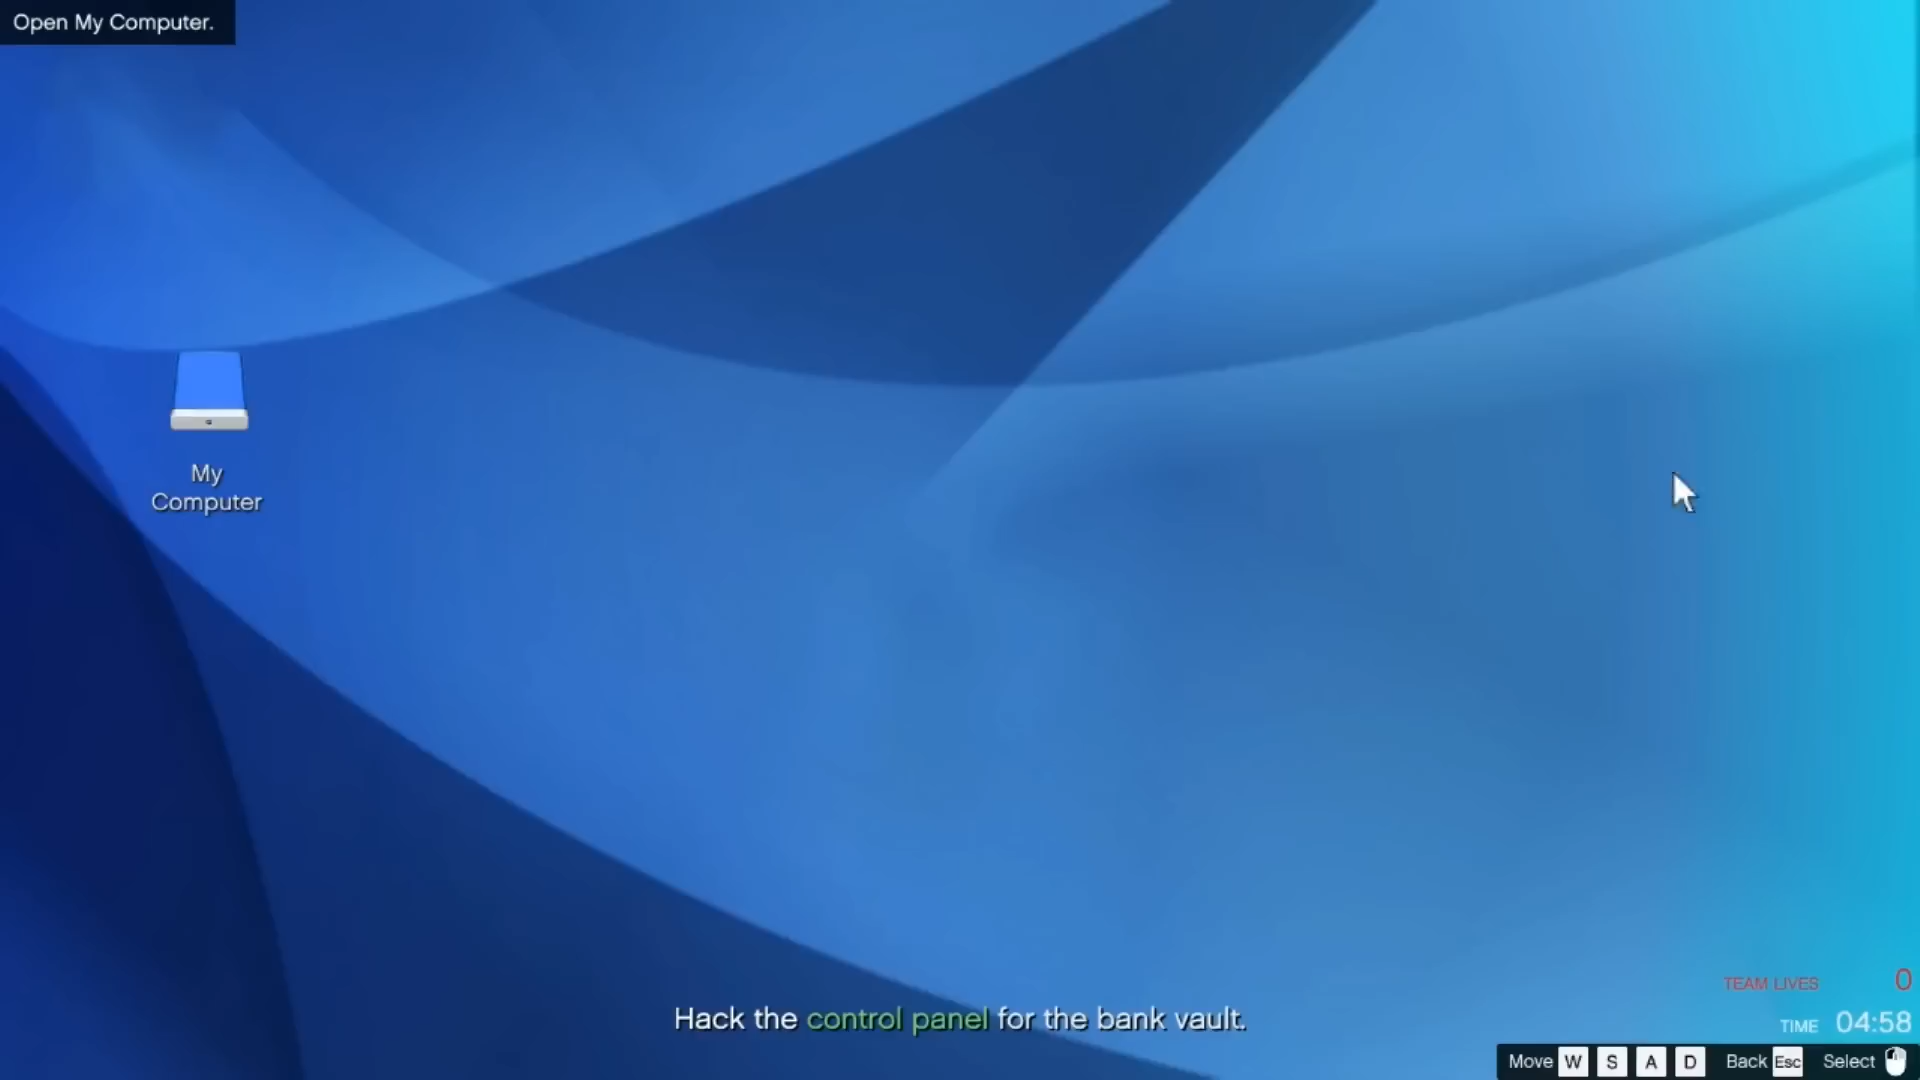 Open My Computer.
My
Computer
TEAM LIVES 0
Hack the control panel for the bank vault.
TIME 04:58
Move W S A D Back Esc Select